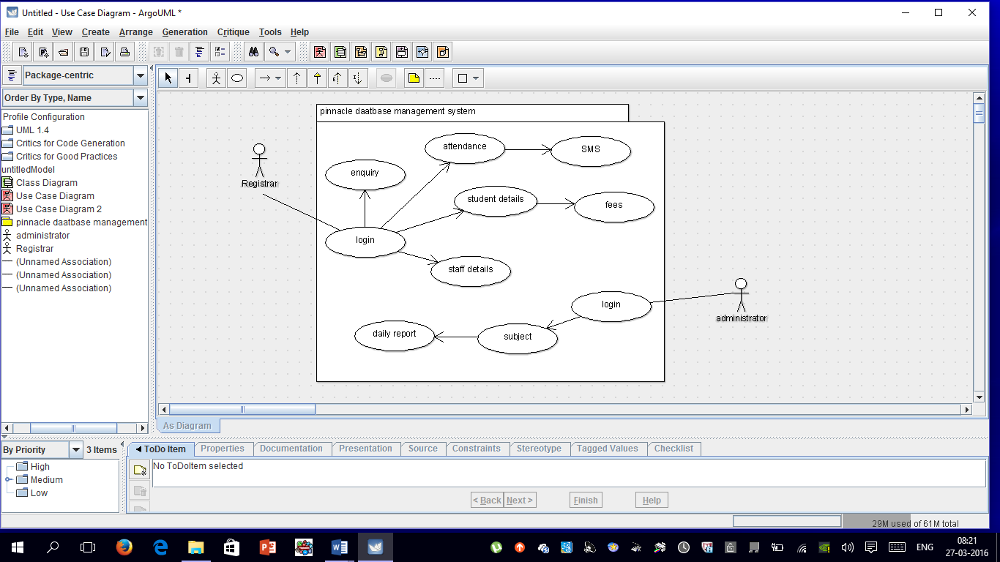 Untitled - Use Case Diagram - ArgoUML *
File Edit View Create Arrange Generation Critique Tools Help
Package-centric
Order By Type, Name
Profile Configuration
UML 1.4
Critics for Code Generation
Critics for Good Practices
untitledModel
Class Diagram
Use Case Diagram
Use Case Diagram 2
pinnacle daatbase management
administrator
Registrar
(Unnamed Association)
(Unnamed Association)
(Unnamed Association)
pinnacle daatbase management system
attendance
SMS
enquiry
Registrar
student details
fees
login
staff details
login
administrator
daily report
subject
As Diagram
By Priority
3 Items
High
Medium
Low
ToDo Item Properties Documentation Presentation Source Constraints Stereotype Tagged Values Checklist
No ToDoItem selected
< Back Next > Finish Help
29M used of 61M total
ENG
08:21
27-03-2016